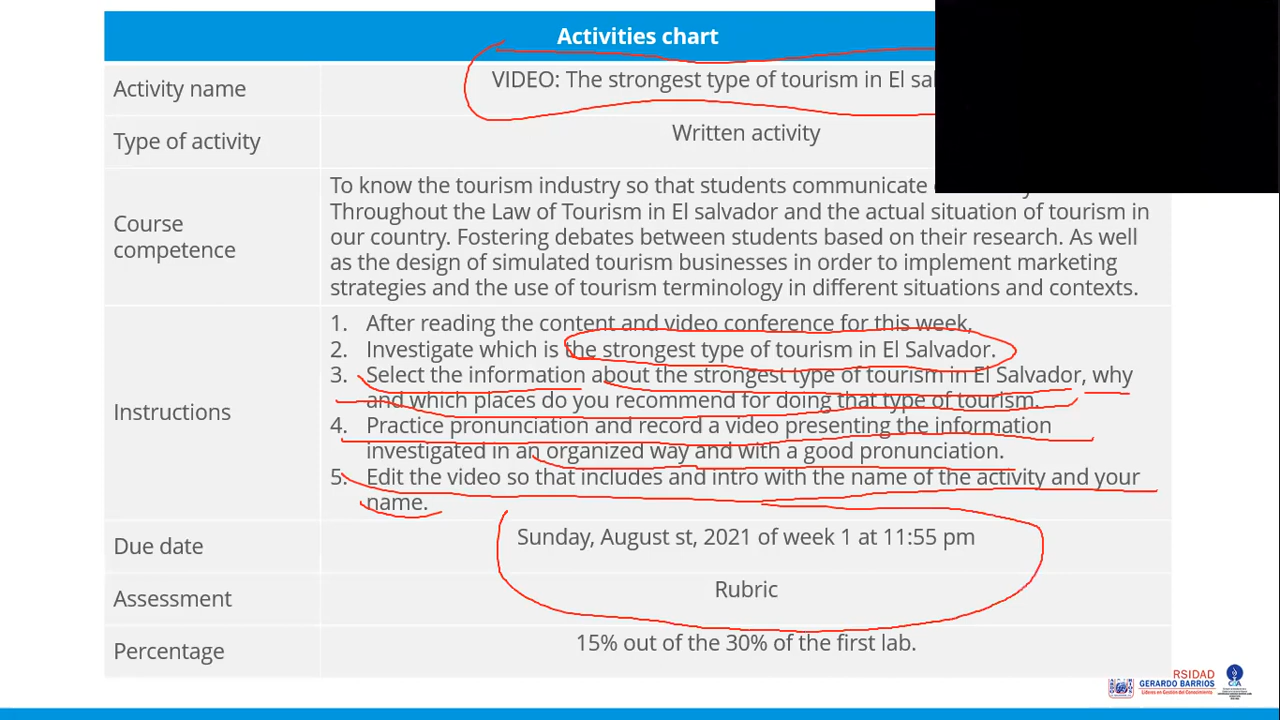 Activities chart
Activity name
VIDEO: The strongest type of tourism in El sal
Type of activity
Written activity
Course
competence
To know the tourism industry so that students communicate
Throughout the Law of Tourism in El salvador and the actual situation of tourism in
our country. Fostering debates between students based on their research. As well
as the design of simulated tourism businesses in order to implement marketing
strategies and the use of tourism terminology in different situations and contexts.
Instructions
1. After reading the content and video conference for this week,
2. Investigate which is the strongest type of tourism in El Salvador.
3. Select the information about the strongest type of tourism in El Salvador, why
and which places do you recommend for doing that type of tourism.
4. Practice pronunciation and record a video presenting the information
investigated in an organized way and with a good pronunciation.
5. Edit the video so that includes and intro with the name of the activity and your
name.
Due date
Sunday, August st, 2021 of week 1 at 11:55 pm
Assessment
Rubric
Percentage
15% out of the 30% of the first lab.
RSIDAD
GERARDO BARRIOS
Líderes en Gestión del Conocimiento